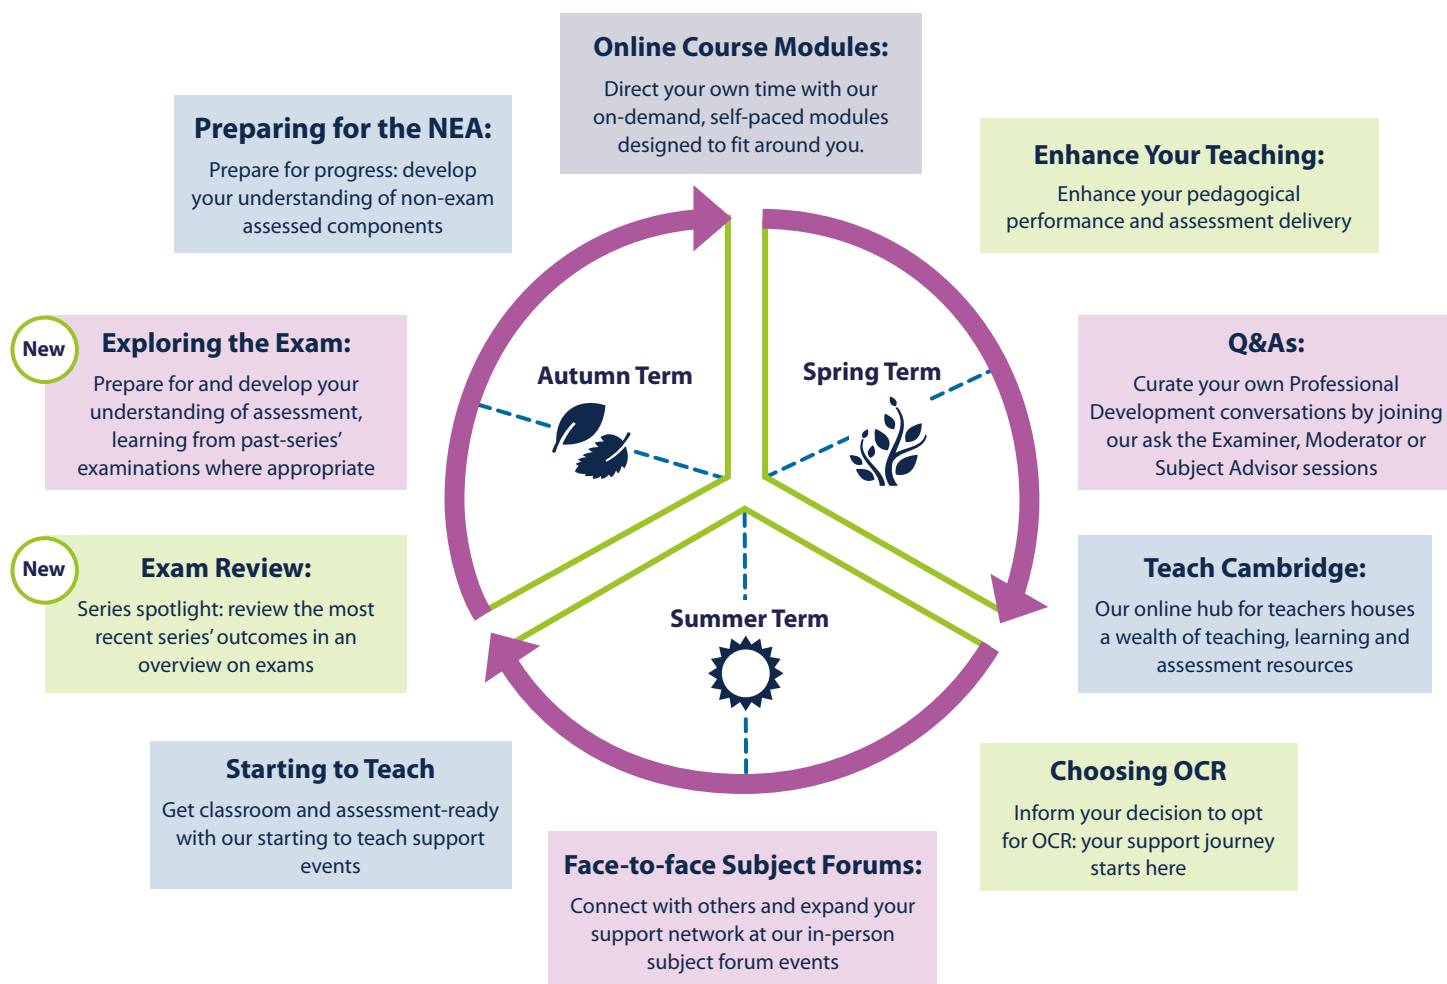 Online Course Modules:
Direct your own time with our
on-demand, self-paced modules
designed to fit around you.
Preparing for the NEA:
Prepare for progress: develop
your understanding of non-exam
assessed components
Enhance Your Teaching:
Enhance your pedagogical
performance and assessment delivery
New
Exploring the Exam:
Prepare for and develop your
understanding of assessment,
learning from past-series’
examinations where appropriate
Autumn Term
Spring Term
Q&As:
Curate your own Professional
Development conversations by joining
our ask the Examiner, Moderator or
Subject Advisor sessions
New
Exam Review:
Series spotlight: review the most
recent series’ outcomes in an
overview on exams
Summer Term
Teach Cambridge:
Our online hub for teachers houses
a wealth of teaching, learning and
assessment resources
Starting to Teach
Get classroom and assessment-ready
with our starting to teach support
events
Choosing OCR
Inform your decision to opt
for OCR: your support journey
starts here
Face-to-face Subject Forums:
Connect with others and expand your
support network at our in-person
subject forum events